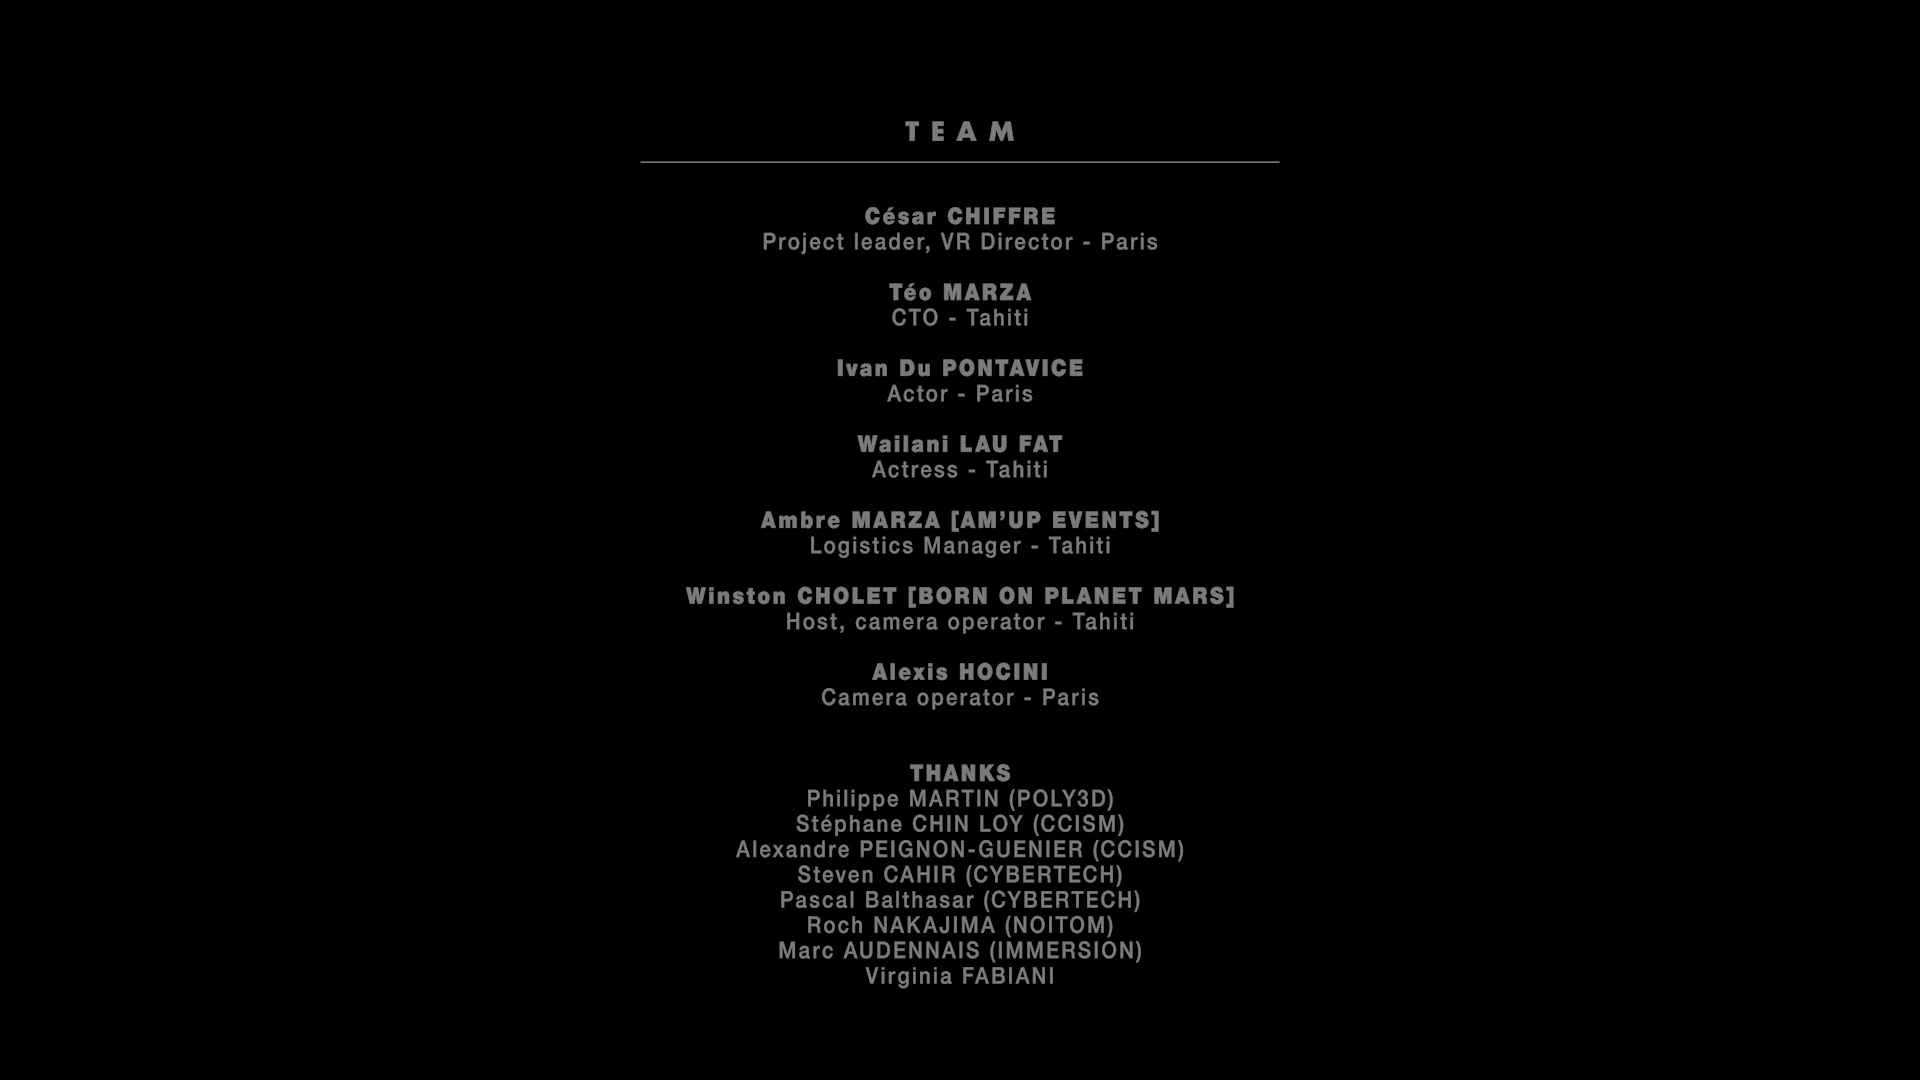 TEAM
César CHIFFRE
Project leader, VR Director - Paris
Téo MARZA
CTO - Tahiti
Ivan Du PONTAVICE
Actor - Paris
Wailani LAU FAT
Actress - Tahiti
Ambre MARZA [AM’UP EVENTS]
Logistics Manager - Tahiti
Winston CHOLET [BORN ON PLANET MARS]
Host, camera operator - Tahiti
Alexis HOCINI
Camera operator - Paris
THANKS
Philippe MARTIN (POLY3D)
Stéphane CHIN LOY (CCISM)
Alexandre PEIGNON-GUENIER (CCISM)
Steven CAHIR (CYBERTECH)
Pascal Balthasar (CYBERTECH)
Roch NAKAJIMA (NOITOM)
Marc AUDENNAIS (IMMERSION)
Virginia FABIANI